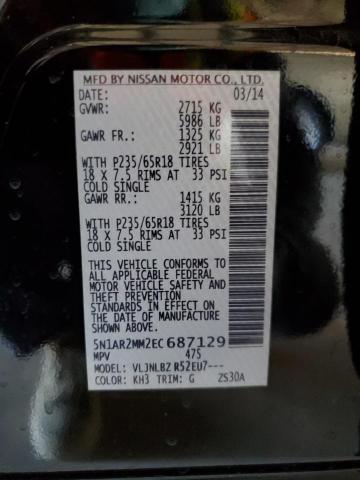 MFD BY NISSAN MOTOR CO., LTD.
DATE: 03/14
GVWR: 2715 KG
5986 LB
GAWR FR.: 1325 KG
2921 LB
WITH P235/65R18 TIRES
18 X 7.5 RIMS AT 33 PSI
COLD SINGLE
GAWR RR.: 1415 KG
3120 LB
WITH P235/65R18 TIRES
18 X 7.5 RIMS AT 33 PSI
COLD SINGLE
THIS VEHICLE CONFORMS TO
ALL APPLICABLE FEDERAL
MOTOR VEHICLE SAFETY
STANDARDS IN EFFECT ON THE
DATE OF MANUFACTURE SHOWN
ABOVE.
5N1AR2MM2EC 687129
MPV 475
MODEL: VLJNLBZ R52EU7---
COLOR: KH3 TRIM: G ZS30A